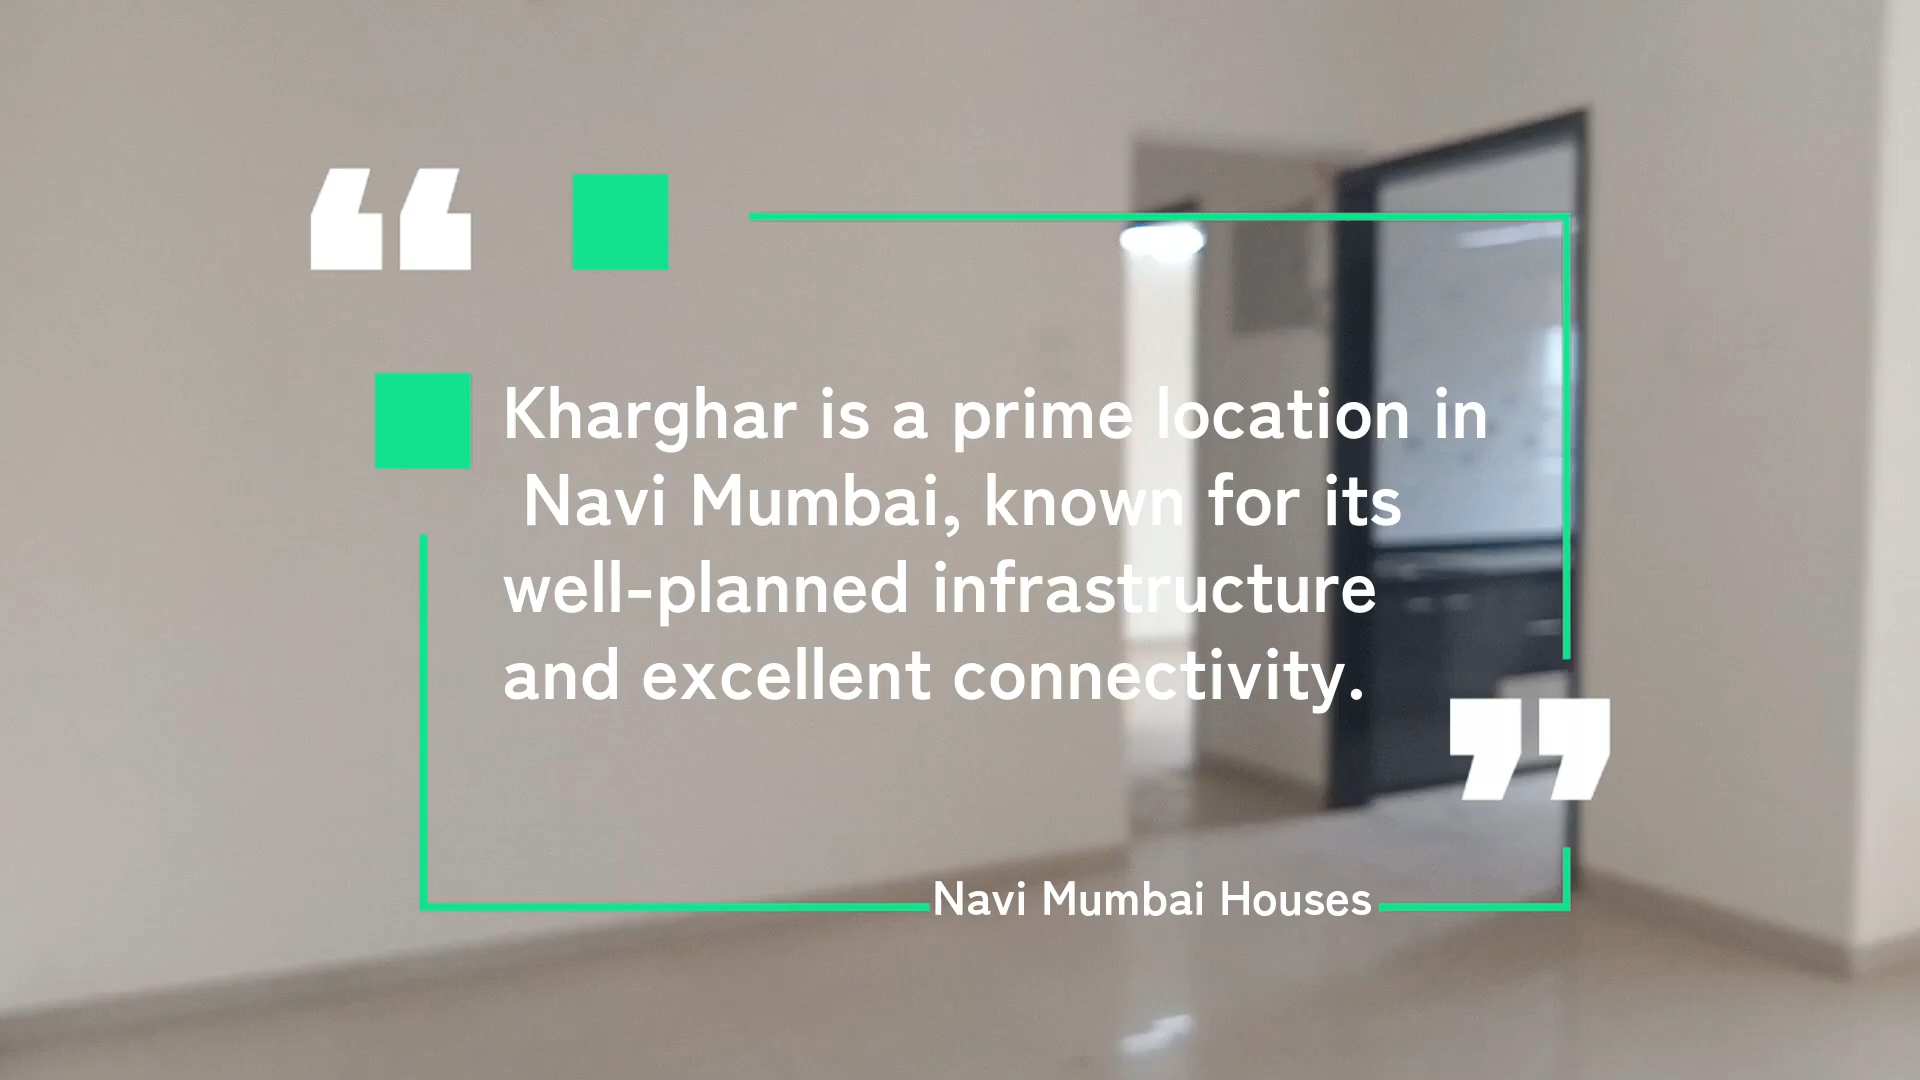 “
Kharghar is a prime location in
Navi Mumbai, known for its
well-planned infrastructure
and excellent connectivity.
”
Navi Mumbai Houses